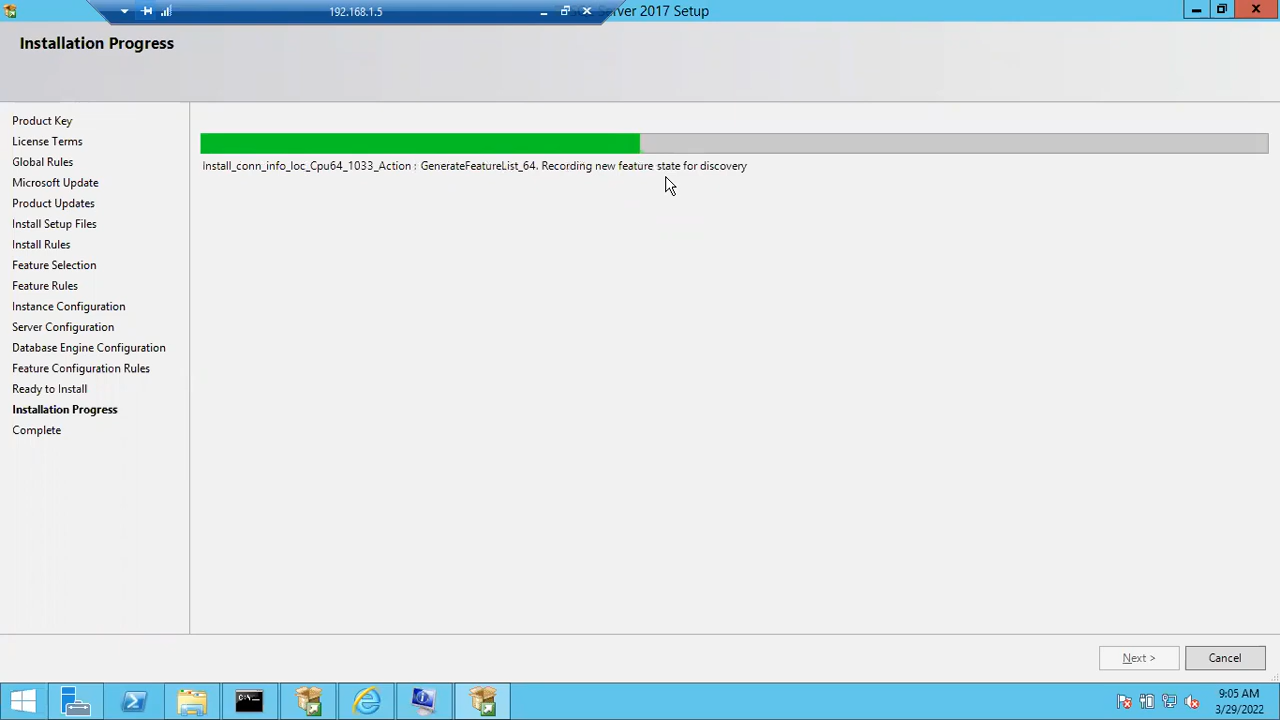 192.168.1.5
Server 2017 Setup
Installation Progress
Product Key
License Terms
Global Rules
Microsoft Update
Product Updates
Install Setup Files
Install Rules
Feature Selection
Feature Rules
Instance Configuration
Server Configuration
Database Engine Configuration
Feature Configuration Rules
Ready to Install
Installation Progress
Complete
Install_conn_info_loc_Cpu64_1033_Action : GenerateFeatureList_64. Recording new feature state for discovery
Next >
Cancel
9:05 AM
3/29/2022